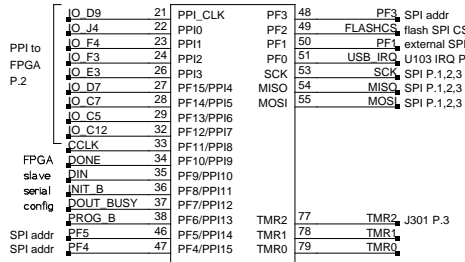 IO_D9 21 PPI_CLK PF3 48 PF3 SPI addr
IO_J4 22 PPI0 PF2 49 FLASHCS flash SPI CS
IO_F4 23 PPI1 PF1 50 PF1 external SPI
IO_F3 24 PPI2 PF0 51 USB_IRQ U103 IRQ P
IO_E3 26 PPI3 SCK 53 SCK SPI P.1,2,3
IO_D7 27 PF15/PPI4 MISO 54 MISO SPI P.1,2,3
IO_C7 28 PF14/PPI5 MOSI 55 MOSI SPI P.1,2,3
IO_C5 29 PF13/PPI6
IO_C12 32 PF12/PPI7
PPI to
FPGA
P.2
CCLK 33 PF11/PPI8
DONE 34 PF10/PPI9
DIN 35 PF9/PPI10
INIT_B 36 PF8/PPI11
DOUT_BUSY 37 PF7/PPI12
PROG_B 38 PF6/PPI13 TMR2 77 TMR2 J301 P.3
FPGA
slave
serial
config
SPI addr PF5 46 PF5/PPI14 TMR1 78 TMR1
SPI addr PF4 47 PF4/PPI15 TMR0 79 TMR0